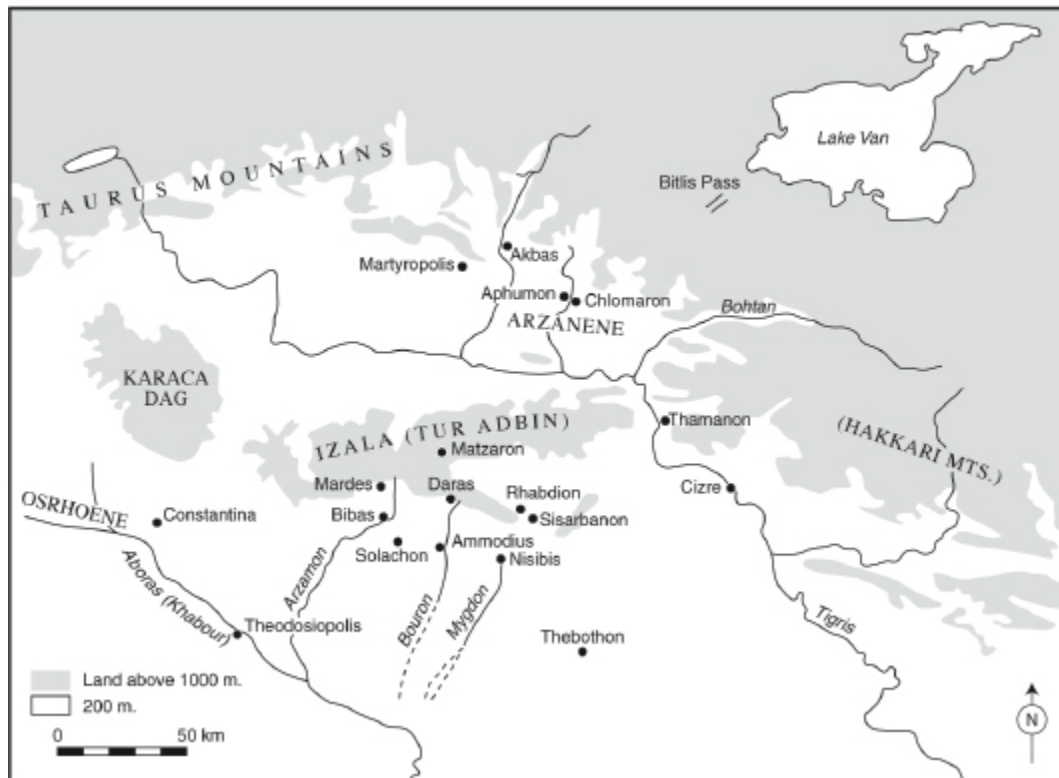 Lake Van
TAURUS MOUNTAINS
Bitlis Pass
Akbas
Martyropolis
Aphumon
Chlomaron
ARZANENE
Bohtan
KARACA
DAG
IZALA (TUR ADBIN)
Thamanon
(HAKKARI MTS.)
Matzaron
Mardes
Daras
Rhabdion
Cizre
OSRHOENE
Constantina
Bibas
Sisarbanon
Solachon
Ammodius
Nisibis
Aboras (Khabour)
Arzamon
Bouron
Mygdon
Theodosiopolis
Thebothon
Tigris
Land above 1000 m.
200 m.
0 50 km
N